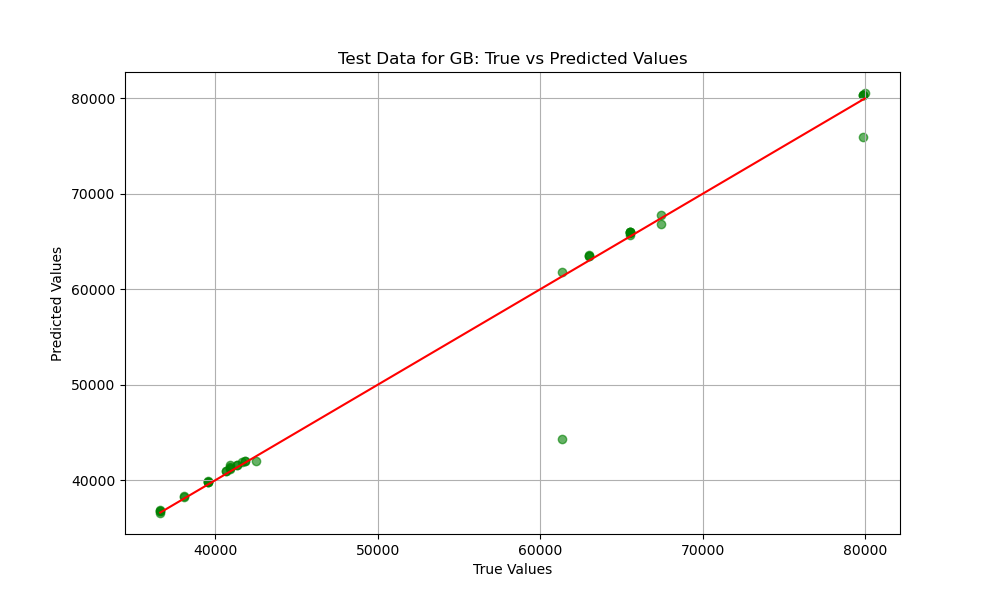 Test Data for GB: True vs Predicted Values
80000
70000
60000
50000
40000
Predicted Values
40000 50000 60000 70000 80000
True Values